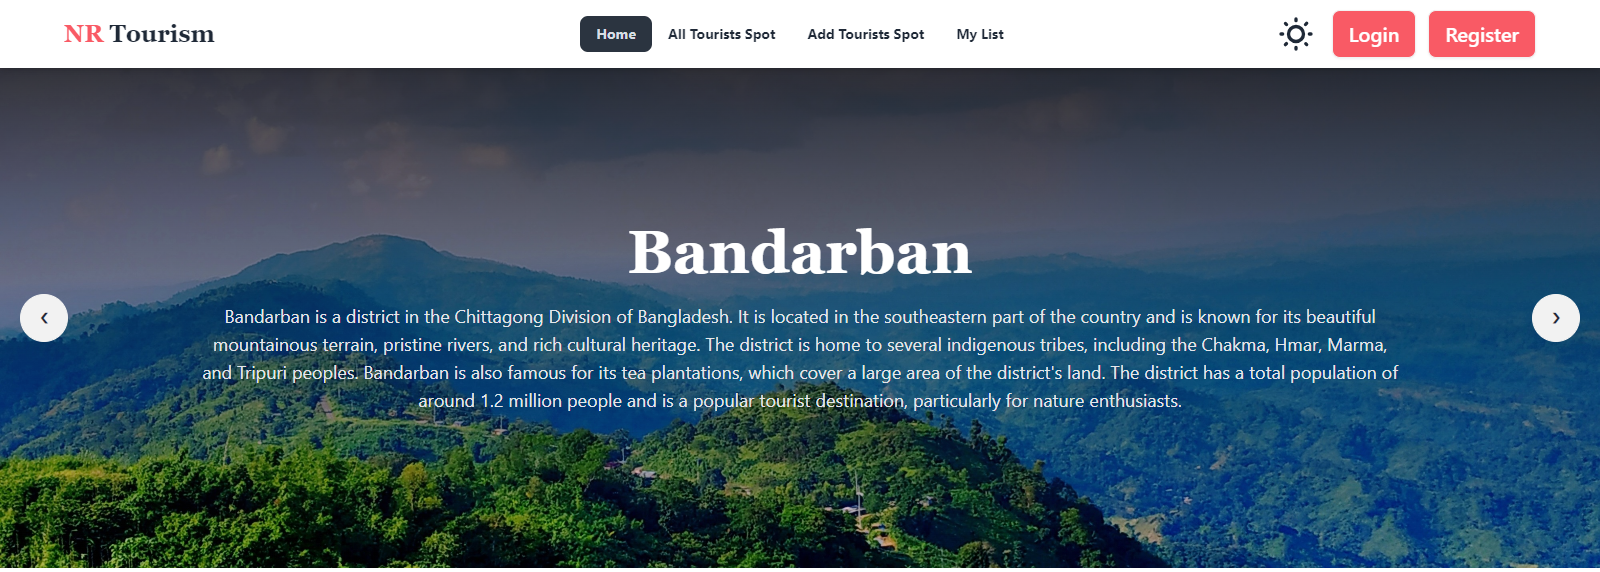 NR Tourism
Home
All Tourists Spot
Add Tourists Spot
My List
Login
Register
Bandarban
Bandarban is a district in the Chittagong Division of Bangladesh. It is located in the southeastern part of the country and is known for its beautiful
mountainous terrain, pristine rivers, and rich cultural heritage. The district is home to several indigenous tribes, including the Chakma, Hmar, Marma,
and Tripuri peoples. Bandarban is also famous for its tea plantations, which cover a large area of the district's land. The district has a total population of
around 1.2 million people and is a popular tourist destination, particularly for nature enthusiasts.